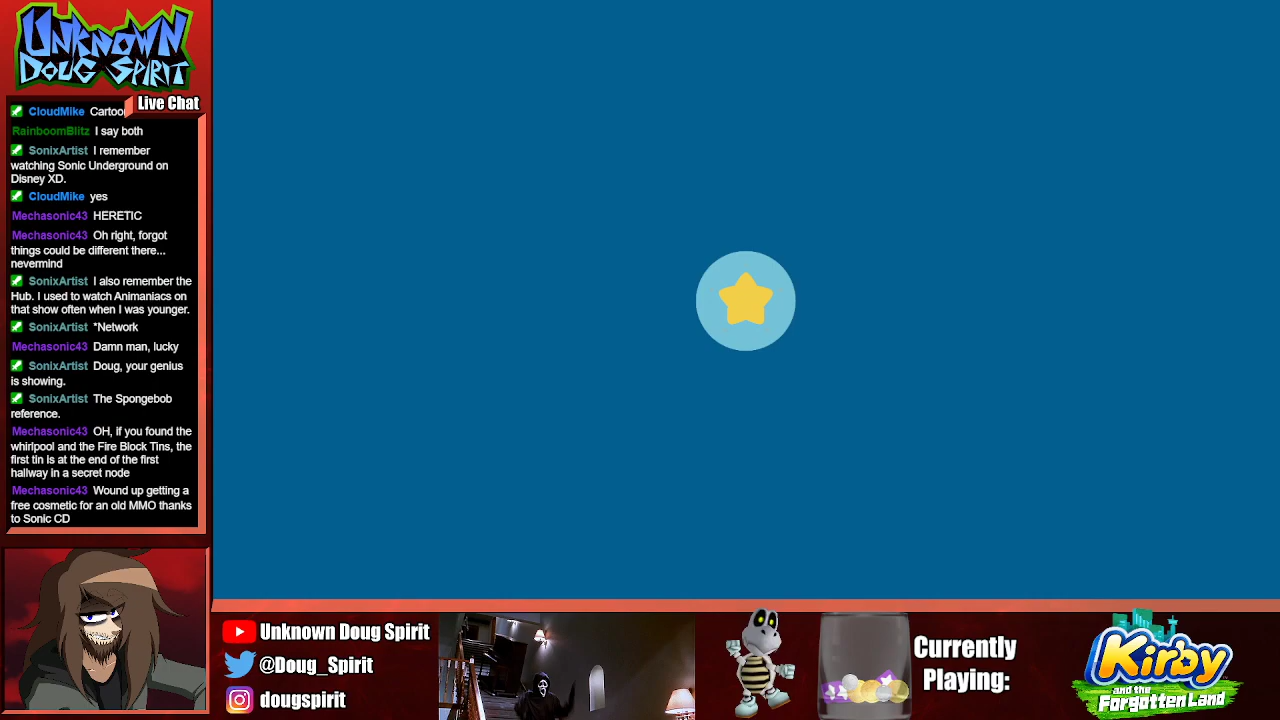 UNKNOWN
DOUG SPIRIT
Live Chat
CloudMike
RainboomBlitz I say both
SonixArtist I remember
watching Sonic Underground on
Disney XD.
CloudMike yes
Mechasonic43 HERETIC
Mechasonic43 Oh right, forgot
things could be different there...
nevermind
SonixArtist I also remember the
Hub. I used to watch Animaniacs on
that show often when I was younger.
SonixArtist *Network
Mechasonic43 Damn man, lucky
SonixArtist Doug, your genius
is showing.
SonixArtist The Spongebob
reference.
Mechasonic43 OH, if you found the
whirlpool and the Fire Block Tins, the
first tin is at the end of the first
hallway in a secret node
Mechasonic43 Wound up getting a
free cosmetic for an old MMO thanks
to Sonic CD
Unknown Doug Spirit
@Doug_Spirit
dougspirit
Currently
Playing:
Kirby
and the
Forgotten Land